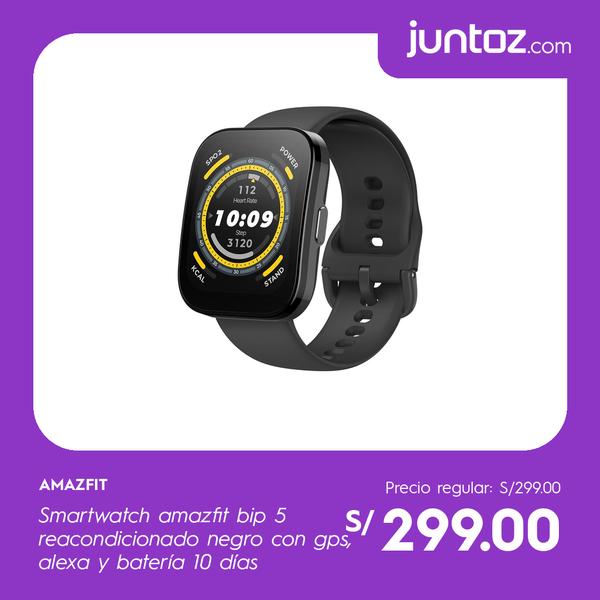 juntoz.com
SPO2
POWER
112
Heart Rate
10:09
Step
3120
KCAL
STAND
AMAZFIT
Smartwatch amazfit bip 5
reacondicionado negro con gps,
alexa y batería 10 días
Precio regular: S/299.00
S/ 299.00